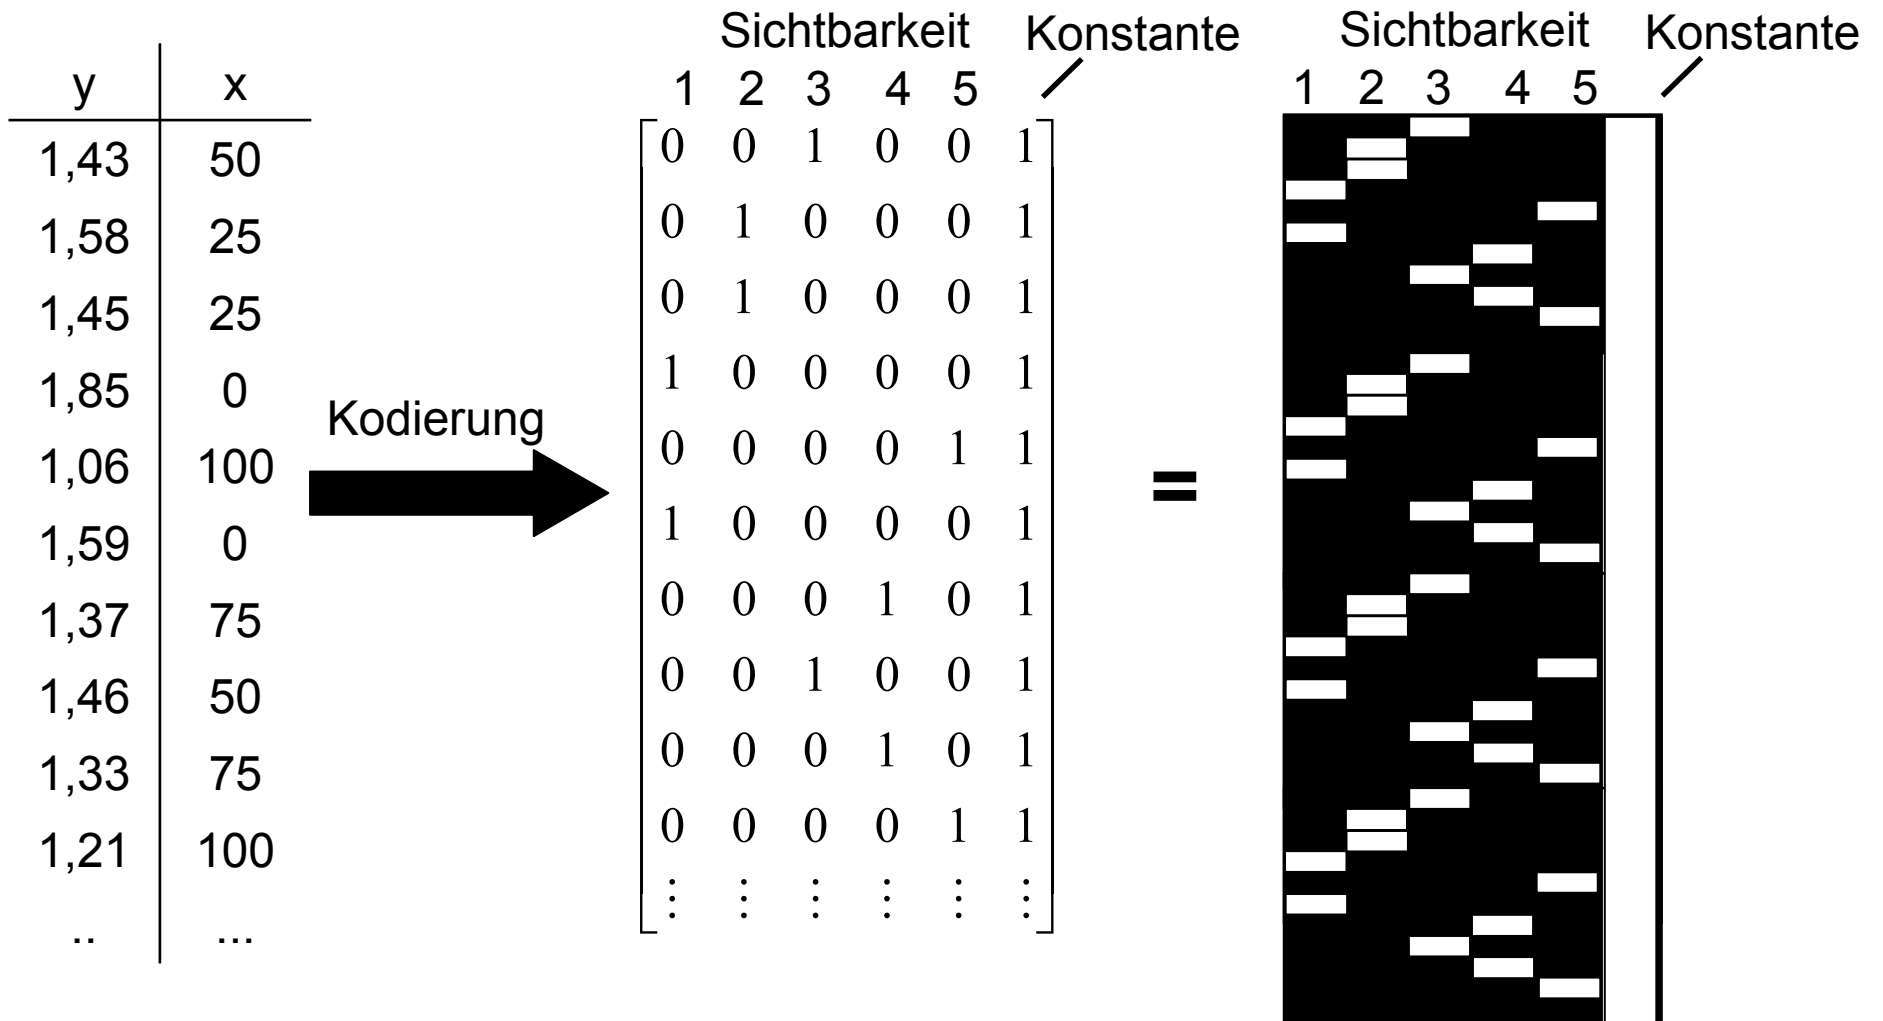 Sichtbarkeit Konstante Sichtbarkeit Konstante
y x
1 2 3 4 5
1 2 3 4 5
1,43 50
1,58 25
1,45 25
1,85 0
1,06 100
1,59 0
1,37 75
1,46 50
1,33 75
1,21 100
.. ...
Kodierung
0 0 1 0 0 1
0 1 0 0 0 1
0 1 0 0 0 1
1 0 0 0 0 1
0 0 0 0 1 1
1 0 0 0 0 1
0 0 0 1 0 1
0 0 1 0 0 1
0 0 0 1 0 1
0 0 0 0 1 1
⋮ ⋮ ⋮ ⋮ ⋮ ⋮
=